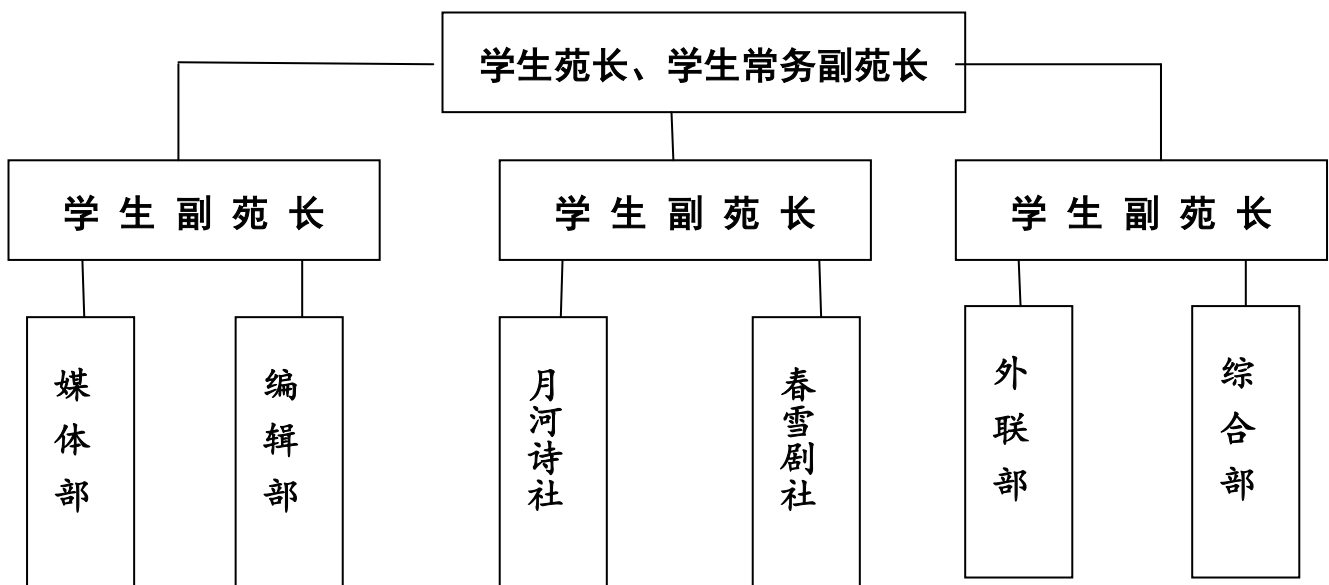 学生苑长、学生常务副苑长
学生副苑长
学生副苑长
学生副苑长
媒体部
编辑部
月河诗社
春雪剧社
外联部
综合部